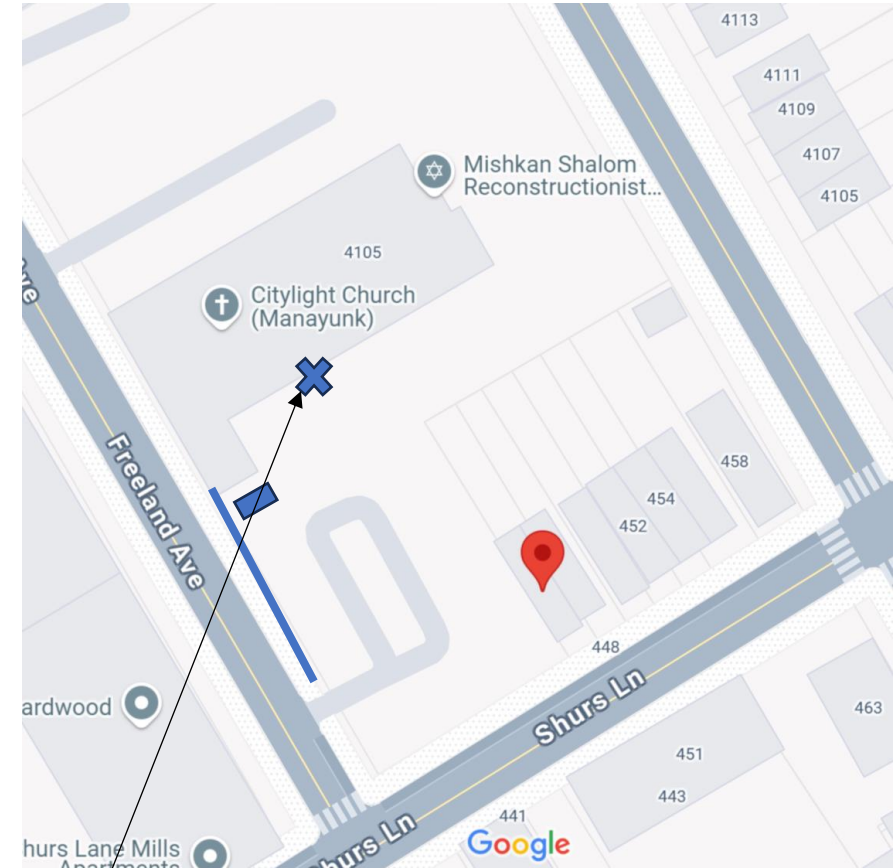 4113
4111
4109
4107
4105
Mishkan Shalom
Reconstructionist...
4105
Citylight Church
(Manayunk)
Freeland Ave
458
454
452
448
Shurs Ln
ardwood
463
451
443
441
hurs Lane Mills
hurs Ln
Google